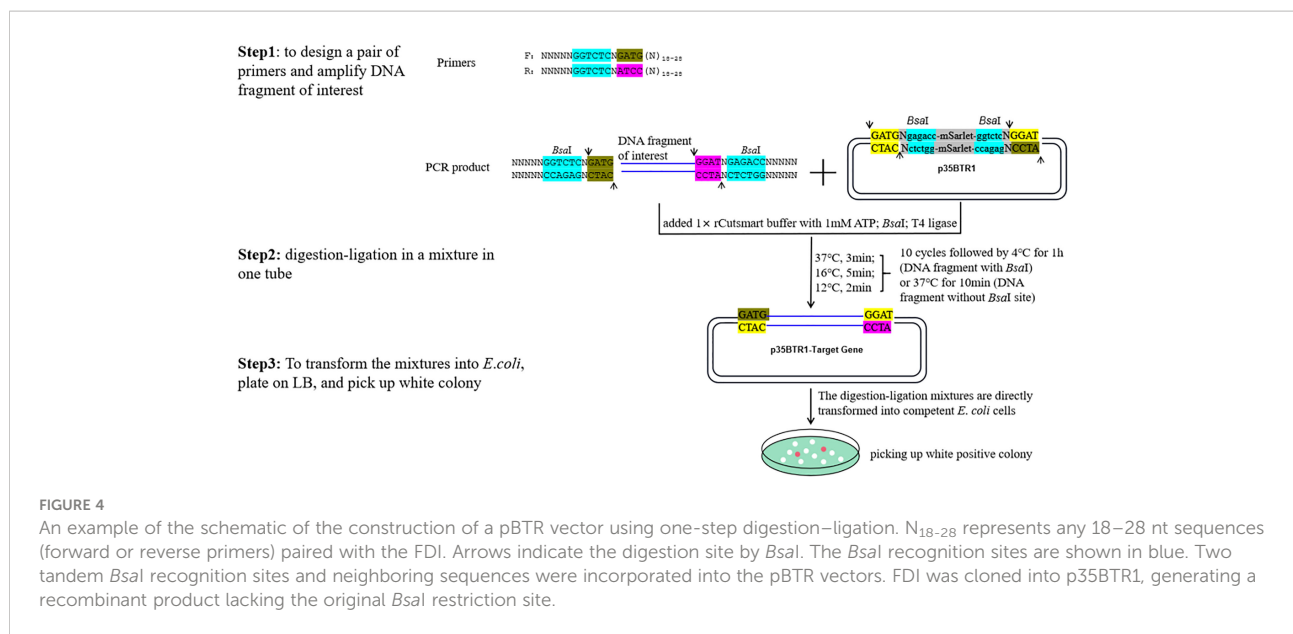 Step1: to design a pair of
primers and amplify DNA
fragment of interest
Primers
F: NNNNNGGTCTCNGATG(N)18-28
R: NNNNNGGTCTCNATCC(N)18-28
PCR product
BsaI
DNA fragment
of interest
BsaI
NNNNNGGTCTCNGATG
NNNNNCCAGAGNCTAC
GGATNGAGACCNNNNN
CCTANCTCTGGNNNNN
+
BsaI BsaI
GATGNgagacc-mSarlet-ggtctcNGGAT
CTACNctctgg-mSarlet-ccagagNCCTA
p35BTR1
added 1× rCutsmart buffer with 1mM ATP; BsaI; T4 ligase
Step2: digestion-ligation in a mixture in
one tube
37°C, 3min;
16°C, 5min;
12°C, 2min
10 cycles followed by 4°C for 1h
(DNA fragment with BsaI)
or 37°C for 10min (DNA
fragment without BsaI site)
GATG GGAT
CTAC CCTA
p35BTR1-Target Gene
Step3: To transform the mixtures into E.coli,
plate on LB, and pick up white colony
The digestion-ligation mixtures are directly
transformed into competent E. coli cells
picking up white positive colony
FIGURE 4
An example of the schematic of the construction of a pBTR vector using one-step digestion–ligation. N18-28 represents any 18–28 nt sequences
(forward or reverse primers) paired with the FDI. Arrows indicate the digestion site by BsaI. The BsaI recognition sites are shown in blue. Two
tandem BsaI recognition sites and neighboring sequences were incorporated into the pBTR vectors. FDI was cloned into p35BTR1, generating a
recombinant product lacking the original BsaI restriction site.